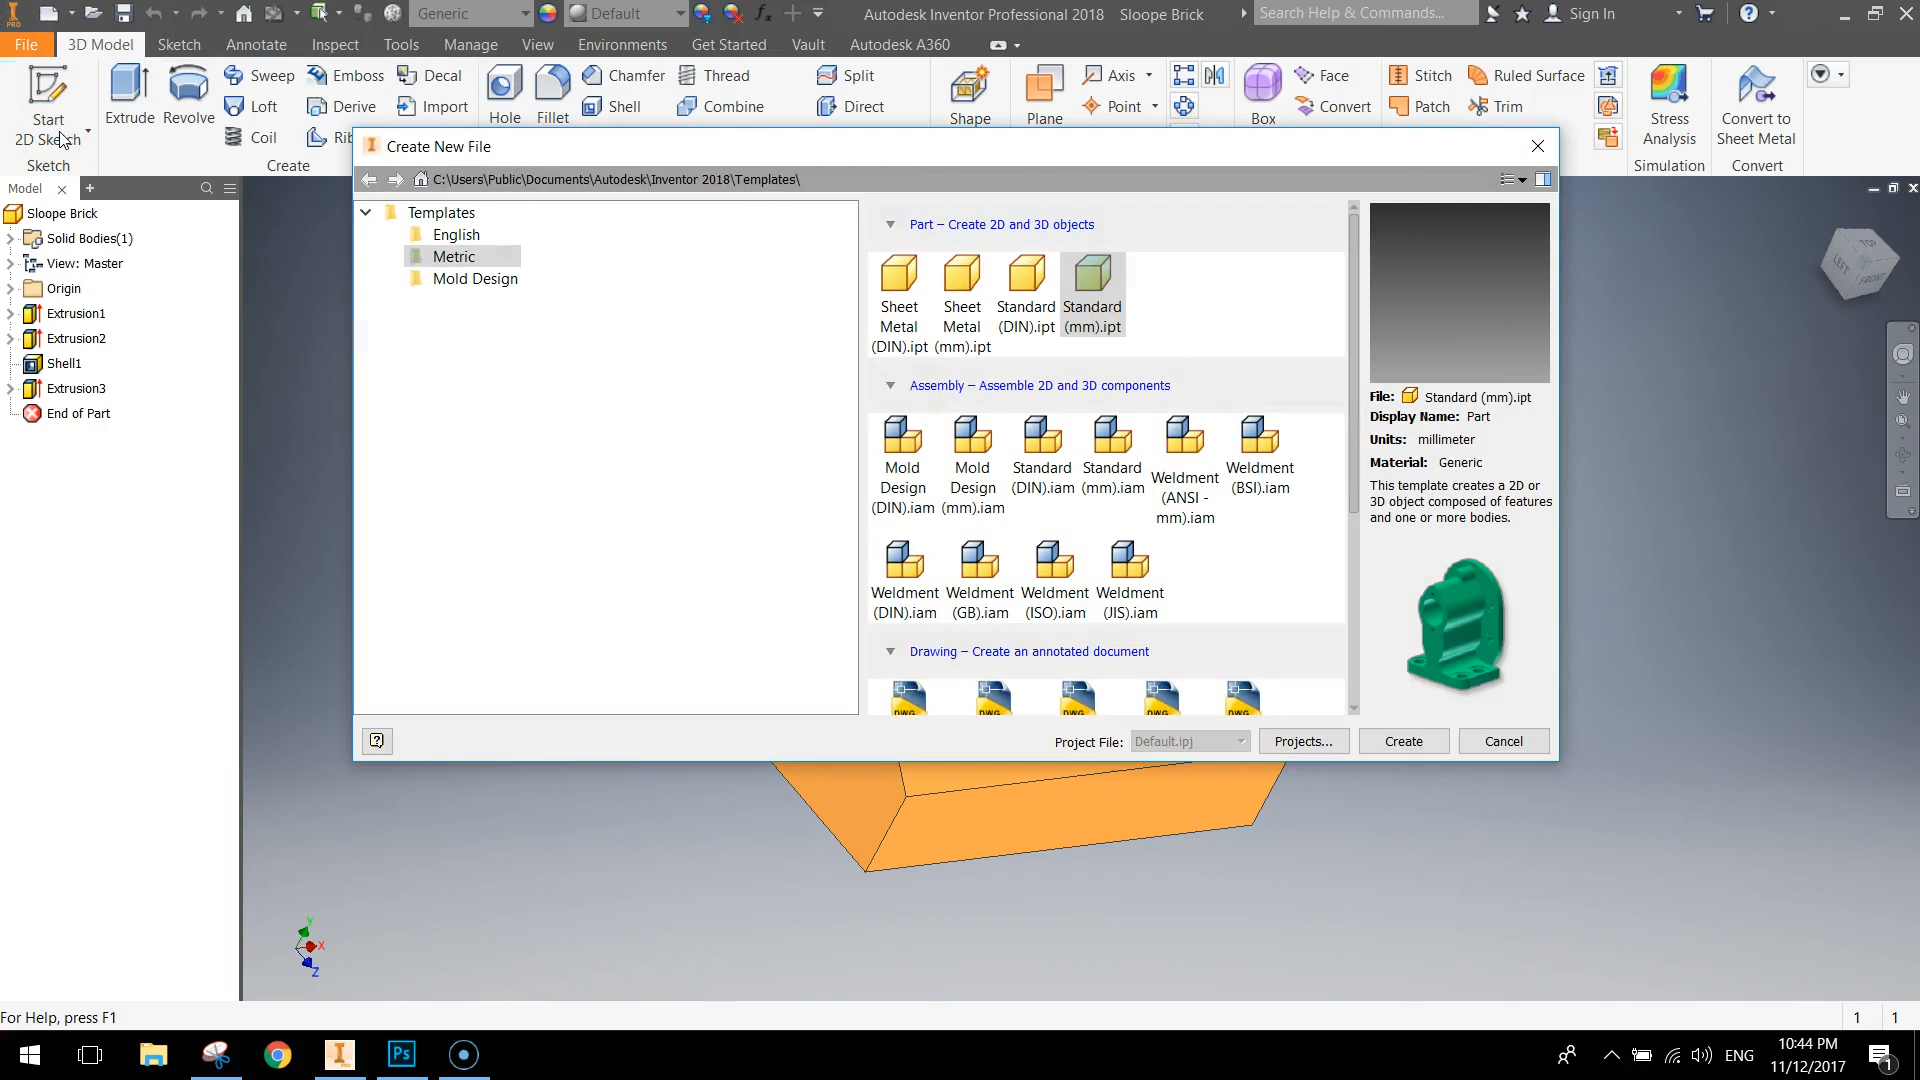 Generic
Default
Autodesk Inventor Professional 2018
Sloope Brick
Search Help & Commands...
Sign In
PRO
File
3D Model
Sketch
Annotate
Inspect
Tools
Manage
View
Environments
Get Started
Vault
Autodesk A360
Start
2D Sketch
Sketch
Extrude
Revolve
Sweep
Loft
Coil
Emboss
Derive
Decal
Import
Create
Hole
Fillet
Chamfer
Shell
Thread
Combine
Split
Direct
Shape
Plane
Axis
Point
Box
Face
Convert
Stitch
Patch
Ruled Surface
Trim
Stress
Analysis
Simulation
Convert to
Sheet Metal
Convert
Model
Sloope Brick
Solid Bodies(1)
View: Master
Origin
Extrusion1
Extrusion2
Shell1
Extrusion3
End of Part
Create New File
C:\Users\Public\Documents\Autodesk\Inventor 2018\Templates\
Templates
English
Metric
Mold Design
Part – Create 2D and 3D objects
Sheet
Metal
(DIN).ipt
Sheet
Metal
(mm).ipt
Standard
(DIN).ipt
Standard
(mm).ipt
Assembly – Assemble 2D and 3D components
Mold
Design
(DIN).iam
Mold
Design
(mm).iam
Standard
(DIN).iam
Standard
(mm).iam
Weldment
(ANSI -
mm).iam
Weldment
(BSI).iam
Weldment
(DIN).iam
Weldment
(GB).iam
Weldment
(ISO).iam
Weldment
(JIS).iam
Drawing – Create an annotated document
DWG
DWG
DWG
DWG
DWG
File: Standard (mm).ipt
Display Name: Part
Units: millimeter
Material: Generic
This template creates a 2D or
3D object composed of features
and one or more bodies.
Project File:
Default.ipj
Projects...
Create
Cancel
TOP
LEFT
FRONT
Y
X
Z
For Help, press F1
1
1
Ps
ENG
10:44 PM
11/12/2017
1